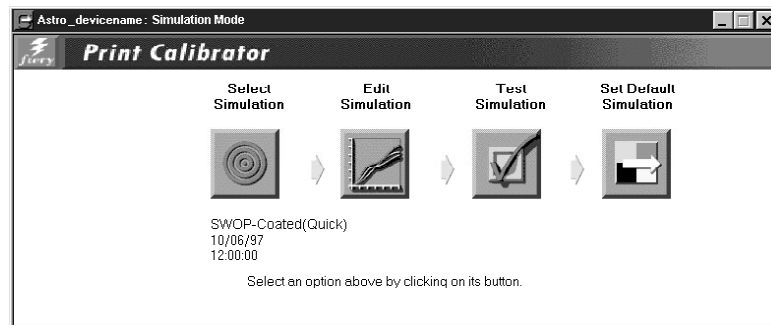 Astro_devicename: Simulation Mode
fiery Print Calibrator
Select Simulation
Edit Simulation
Test Simulation
Set Default Simulation
SWOP-Coated(Quick)
10/06/97
12:00:00
Select an option above by clicking on its button.